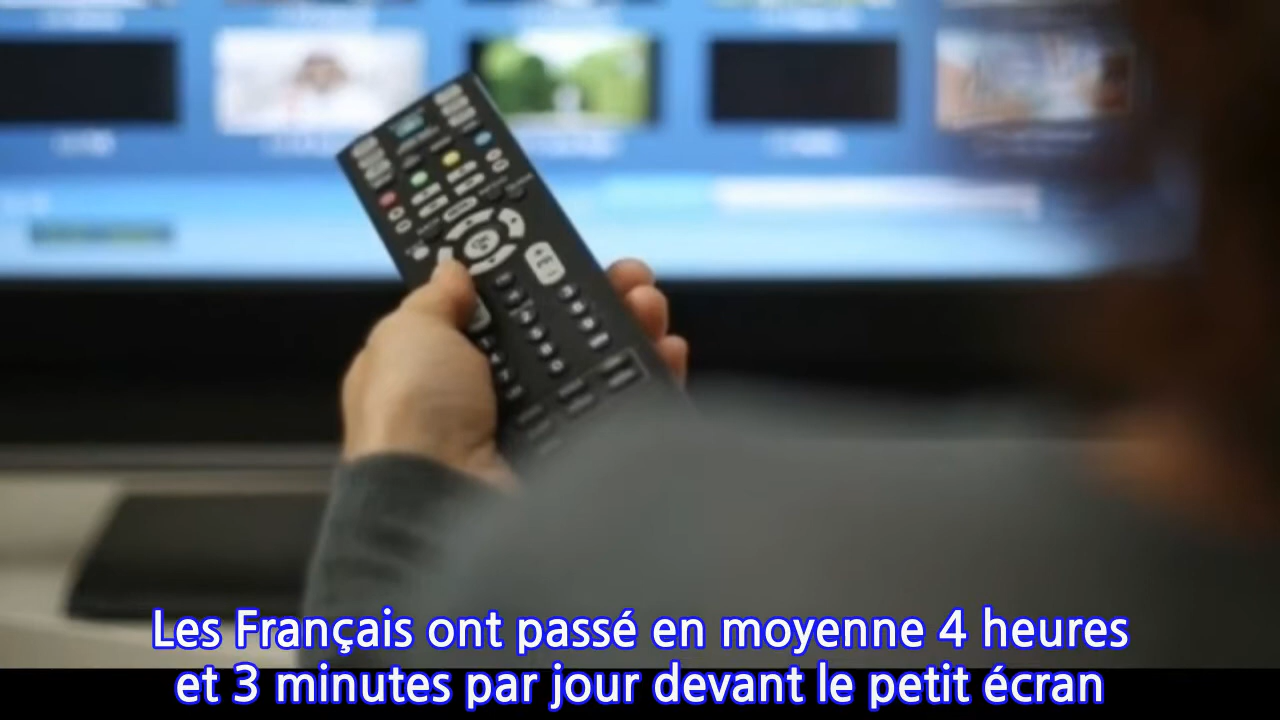 Les Français ont passé en moyenne 4 heures
et 3 minutes par jour devant le petit écran